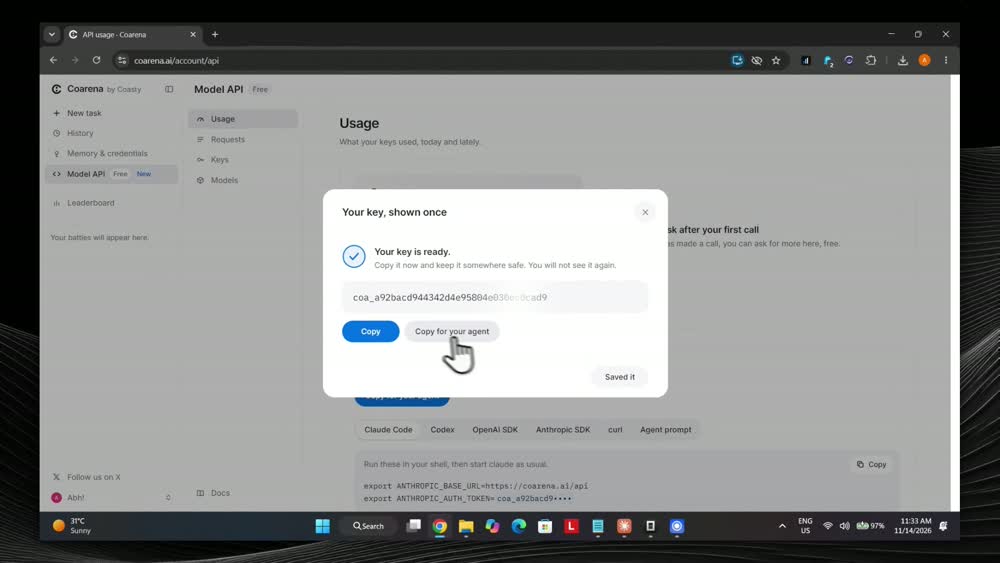 API usage - Coarena
coarena.ai/account/api
Coarena by Coasty
New task
History
Memory & credentials
Model API Free New
Leaderboard
Your battles will appear here.
Follow us on X
Abh!
Model API Free
Usage
Requests
Keys
Models
Docs
Usage
What your keys used, today and lately.
sk after your first call
es made a call, you can ask for more here, free.
Your key, shown once
Your key is ready.
Copy it now and keep it somewhere safe. You will not see it again.
Copy
Copy for your agent
Saved it
Claude Code Codex OpenAI SDK Anthropic SDK curl Agent prompt
Run these in your shell, then start claude as usual.
Copy
export ANTHROPIC_BASE_URL=https://coarena.ai/api
export ANTHROPIC_AUTH_TOKEN= coa_a92bacd9••••
31°C
Sunny
Search
ENG
US
97%
11:33 AM
11/14/2026